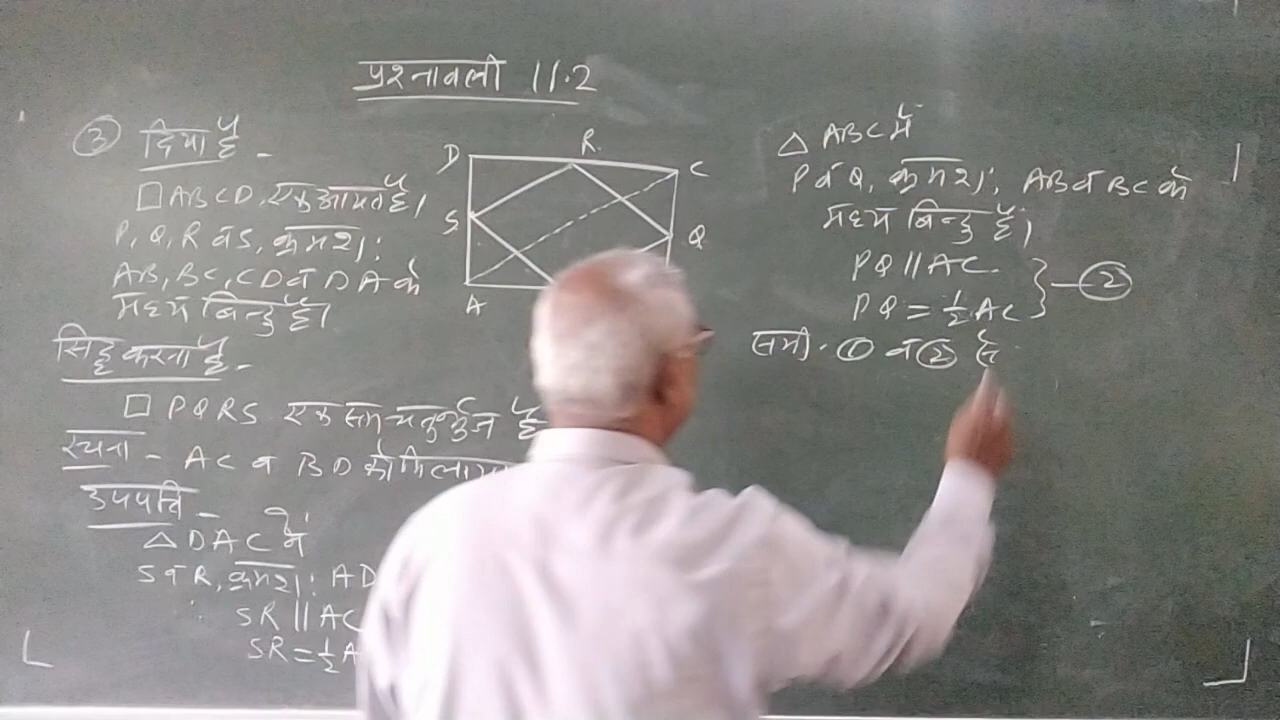 प्रश्नावली 11.2
③ दिया है -
□ABCD, एक आयत है।
P, Q, R व S, क्रमश:
AB, BC, CD व DA के
मध्य बिन्दु है।
सिद्ध करना है -
□ PQRS एक सम चतुर्भुज है
रचना - AC व BD को
उपपत्ति -
△DAC में
S व R, क्रमश: AD
SR || AC
SR = 1/2 A
D R C
S Q
A
△ ABC में
P व Q, क्रमश:, AB व BC के
मध्य बिन्दु है।
PQ || AC
PQ = 1/2 AC } - ②
समी. ① व ② से